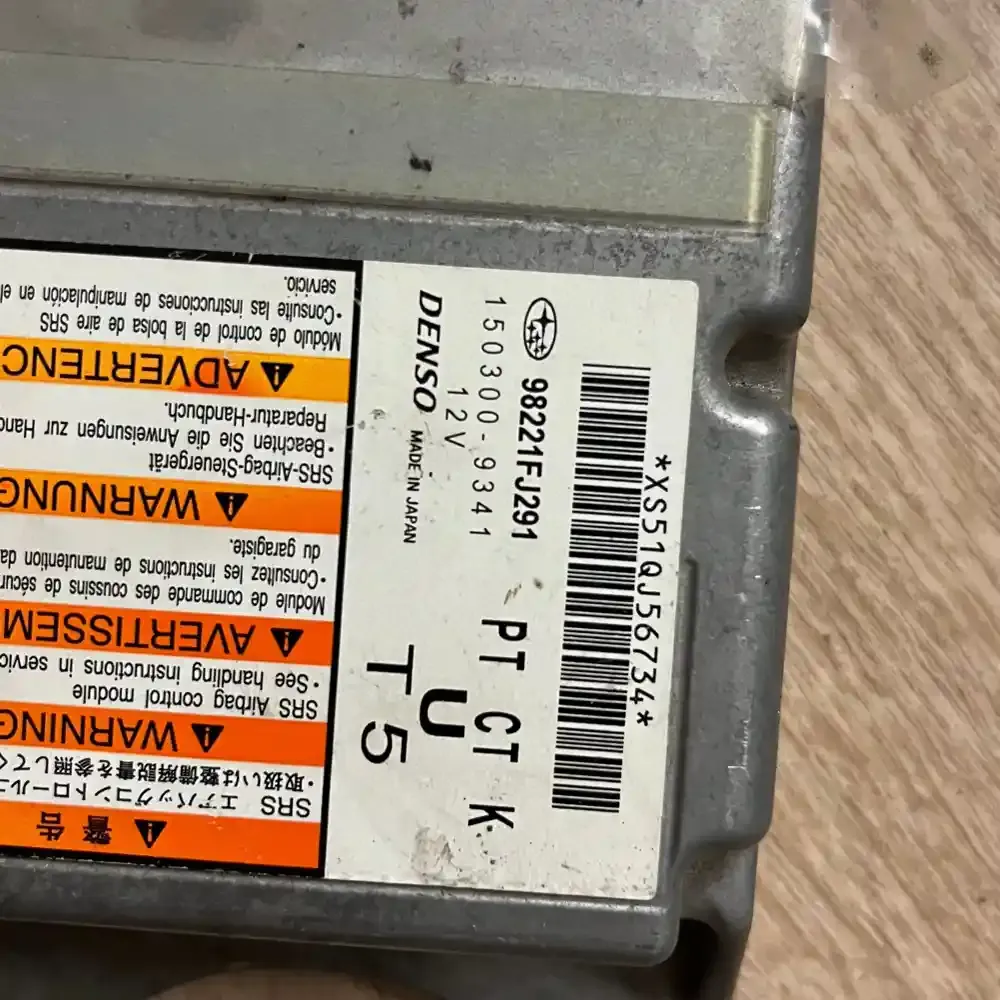 *XS51QJ56734*
98221FJ291 PT CT K
150300-9341 U
12V T5
DENSO MADE IN JAPAN
警告
SRS エアバッグコントロール
・取扱いは整備解説書を参照して
WARNING
SRS Airbag control module
・See handling instructions in servic
AVERTISSEM
Module de commande des coussins de sécur
・Consultez les instructions de manutention da
du garagiste.
WARNUNG
SRS-Airbag-Steuergerät
・Beachten Sie die Anweisungen zur Han
Reparatur-Handbuch.
ADVERTENC
Módulo de control de la bolsa de aire SRS
・Consulte las instrucciones de manipulación en el
servicio.